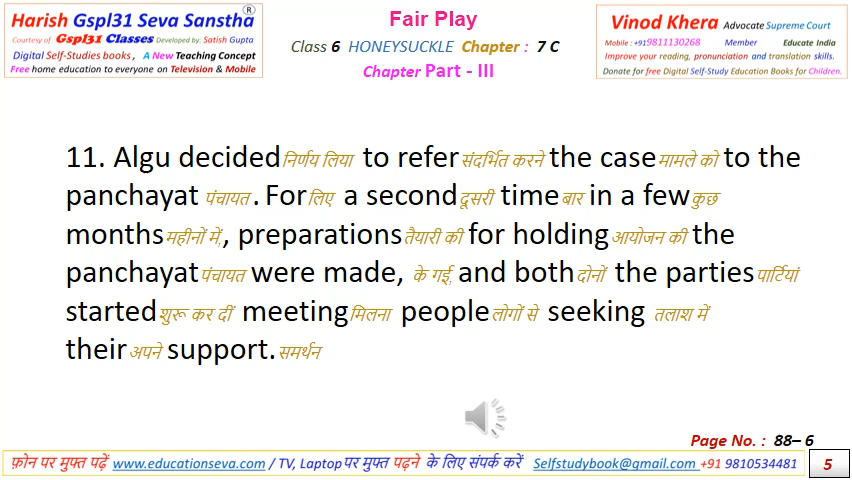 Harish Gspl31 Seva Sanstha®
Courtesy of Gspl31 Classes Developed by: Satish Gupta
Digital Self-Studies books, A New Teaching Concept
Free home education to everyone on Television & Mobile
Fair Play
Class 6 HONEYSUCKLE Chapter : 7 C
Chapter Part - III
Vinod Khera Advocate Supreme Court
Mobile : +919811130268 Member Educate India
Improve your reading, pronunciation and translation skills.
Donate for free Digital Self-Study Education Books for Children.
11. Algu decided निर्णय लिया to refer संदर्भित करने the case मामले को to the
panchayat पंचायत . For लिए a second दूसरी time बार in a few कुछ
months महीनों में,, preparations तैयारी की for holding आयोजन की the
panchayat पंचायत were made, के गई, and both दोनों the parties पार्टियां
started शुरू कर दीं meeting मिलना people लोगों से seeking तलाश में
their अपने support. समर्थन
Page No. : 88– 6
फ़ोन पर मुफ्त पढ़ें www.educationseva.com / TV, Laptop पर मुफ्त पढ़ने के लिए संपर्क करें Selfstudybook@gmail.com +91 9810534481
5